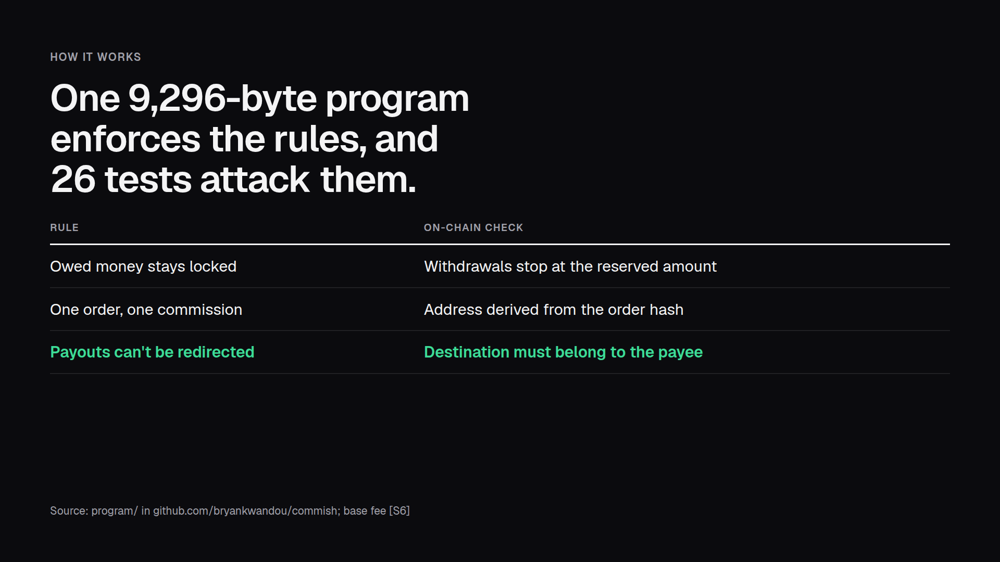 HOW IT WORKS
One 9,296-byte program
enforces the rules, and
26 tests attack them.
RULE
ON-CHAIN CHECK
Owed money stays locked
Withdrawals stop at the reserved amount
One order, one commission
Address derived from the order hash
Payouts can't be redirected
Destination must belong to the payee
Source: program/ in github.com/bryankwandou/commish; base fee [S6]